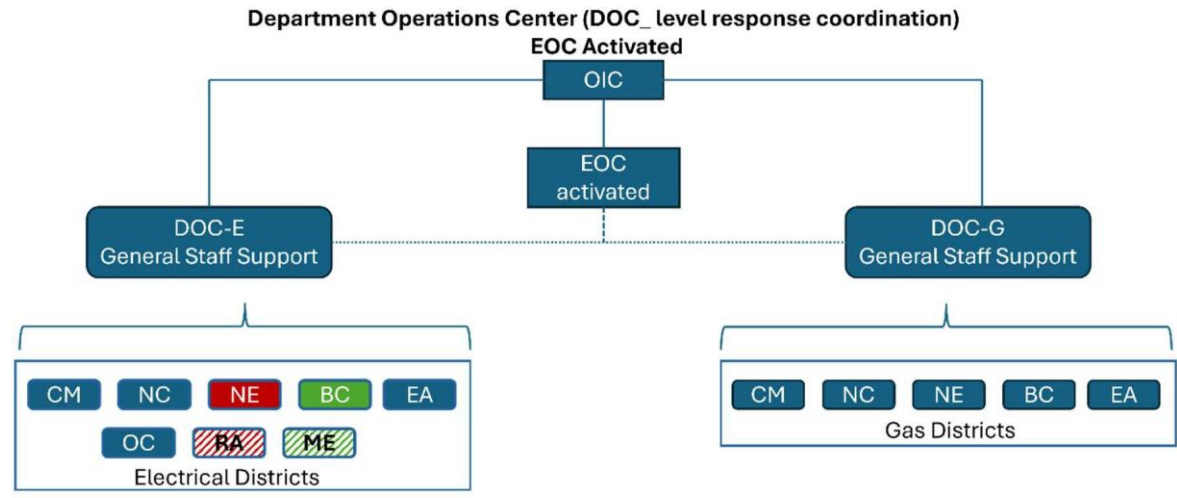 Department Operations Center (DOC_ level response coordination)
EOC Activated
OIC
EOC
activated
DOC-E
General Staff Support
DOC-G
General Staff Support
CM NC NE BC EA
OC RA ME
Electrical Districts
CM NC NE BC EA
Gas Districts